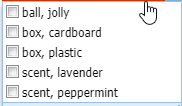 ball, jolly
box, cardboard
box, plastic
scent, lavender
scent, peppermint